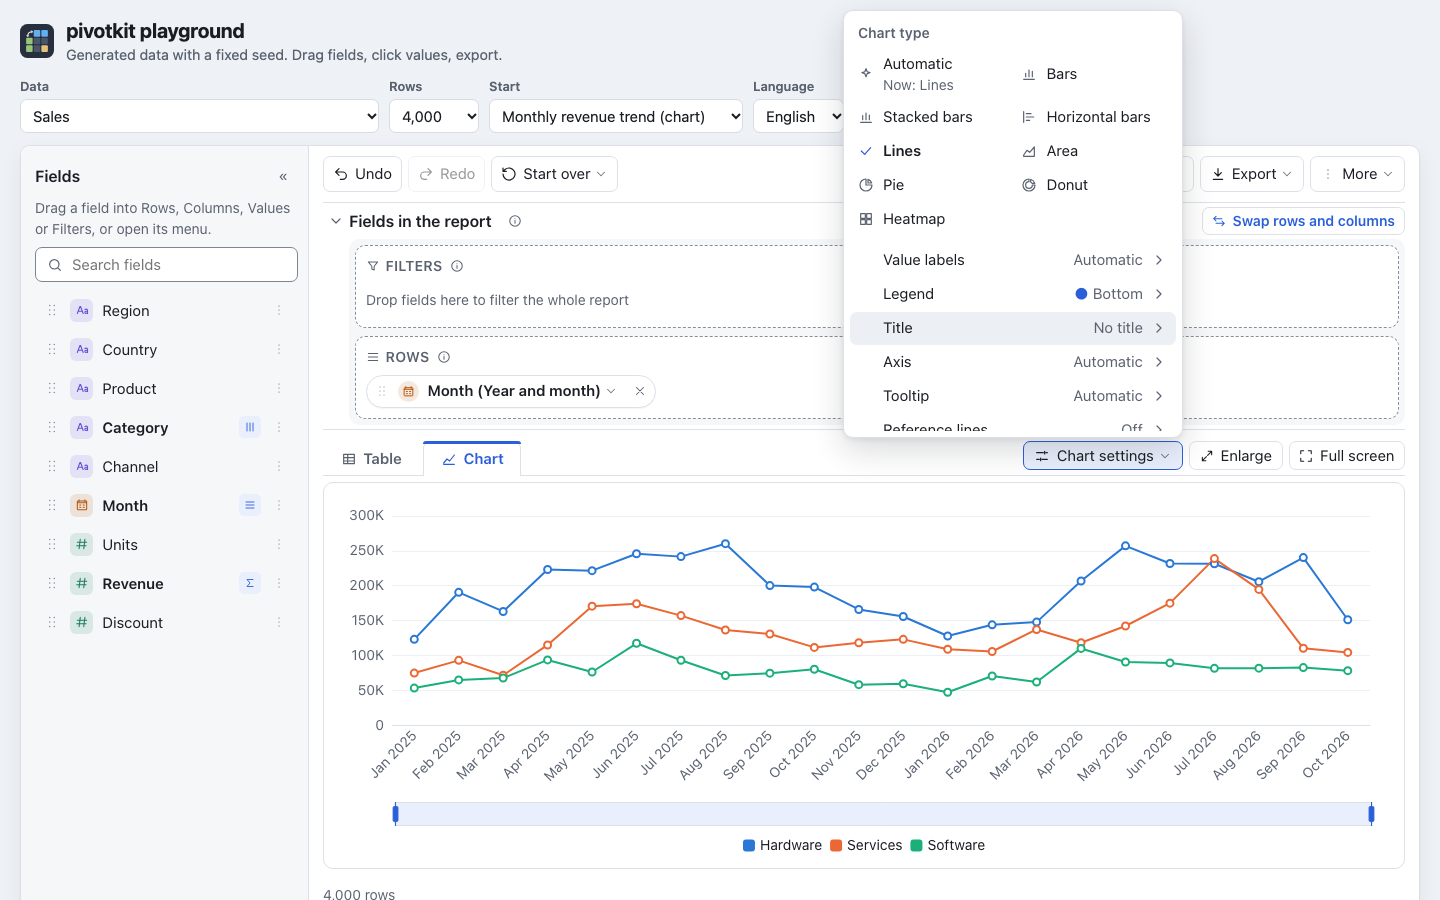 pivotkit playground
Generated data with a fixed seed. Drag fields, click values, export.
Data
Rows
Start
Language
Sales
4,000
Monthly revenue trend (chart)
English
Fields
«
Drag a field into Rows, Columns, Values
or Filters, or open its menu.
Search fields
Aa Region
Aa Country
Aa Product
Aa Category
Aa Channel
Month
# Units
# Revenue Σ
# Discount
Undo
Redo
Start over
Export
More
Fields in the report
Swap rows and columns
FILTERS
Drop fields here to filter the whole report
ROWS
Month (Year and month)
Chart type
Automatic
Now: Lines
Bars
Stacked bars
Horizontal bars
Lines
Area
Pie
Donut
Heatmap
Value labels Automatic
Legend Bottom
Title No title
Axis Automatic
Tooltip Automatic
Reference lines Off
Table
Chart
Chart settings
Enlarge
Full screen
300K
250K
200K
150K
100K
50K
0
Jan 2025
Feb 2025
Mar 2025
Apr 2025
May 2025
Jun 2025
Jul 2025
Aug 2025
Sep 2025
Oct 2025
Nov 2025
Dec 2025
Jan 2026
Feb 2026
Mar 2026
Apr 2026
May 2026
Jun 2026
Jul 2026
Aug 2026
Sep 2026
Oct 2026
Hardware Services Software
4,000 rows